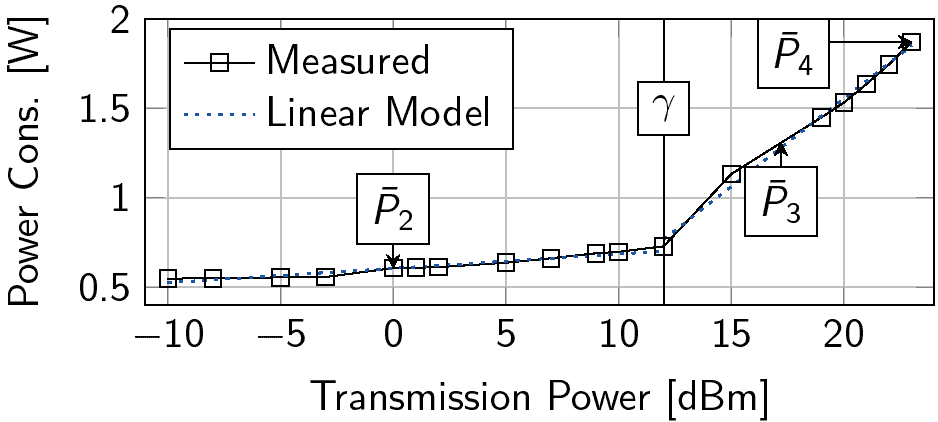 Power Cons. [W]
2
1.5
1
0.5
Measured
Linear Model
P̄₄
γ
P̄₃
P̄₂
−10 −5 0 5 10 15 20
Transmission Power [dBm]